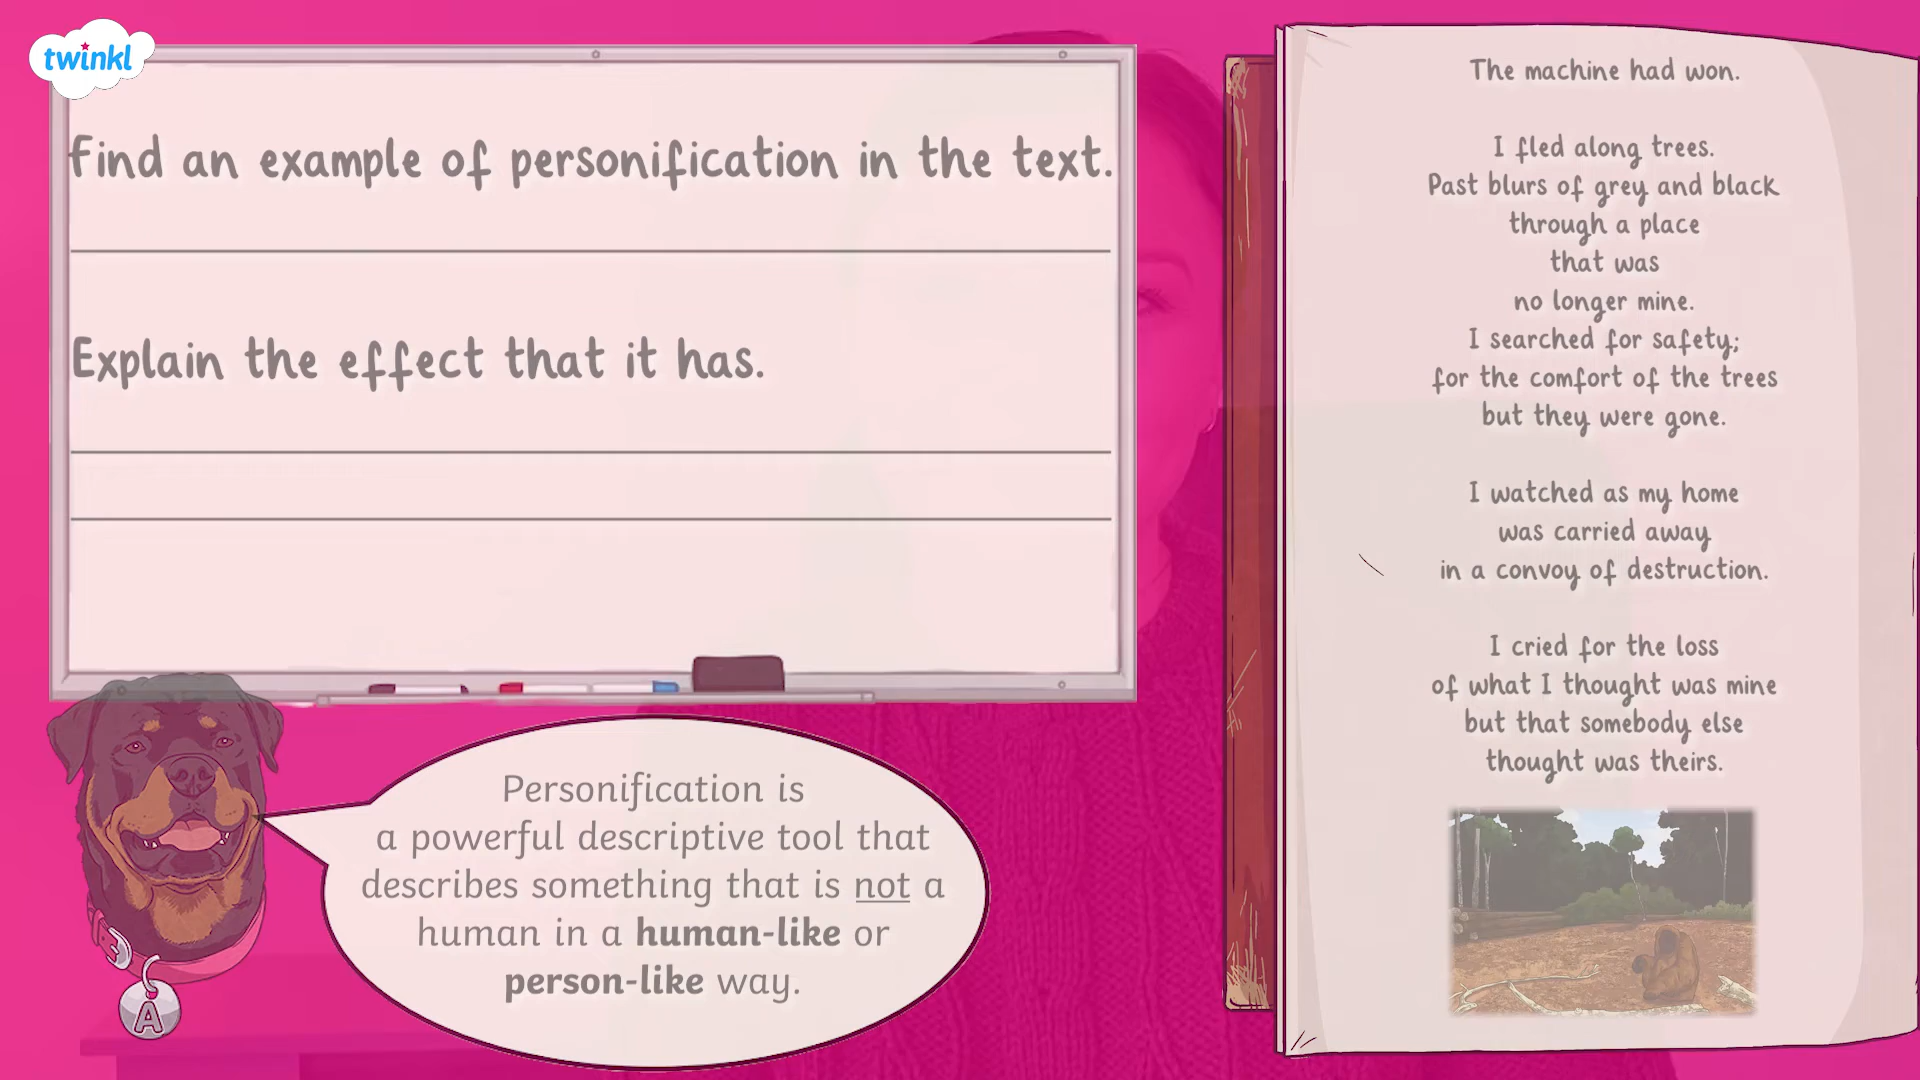 twinkl
Find an example of personification in the text.
Explain the effect that it has.
Personification is
a powerful descriptive tool that
describes something that is not a
human in a human-like or
person-like way.
A
The machine had won.
I fled along trees.
Past blurs of grey and black
through a place
that was
no longer mine.
I searched for safety;
for the comfort of the trees
but they were gone.
I watched as my home
was carried away
in a convoy of destruction.
I cried for the loss
of what I thought was mine
but that somebody else
thought was theirs.